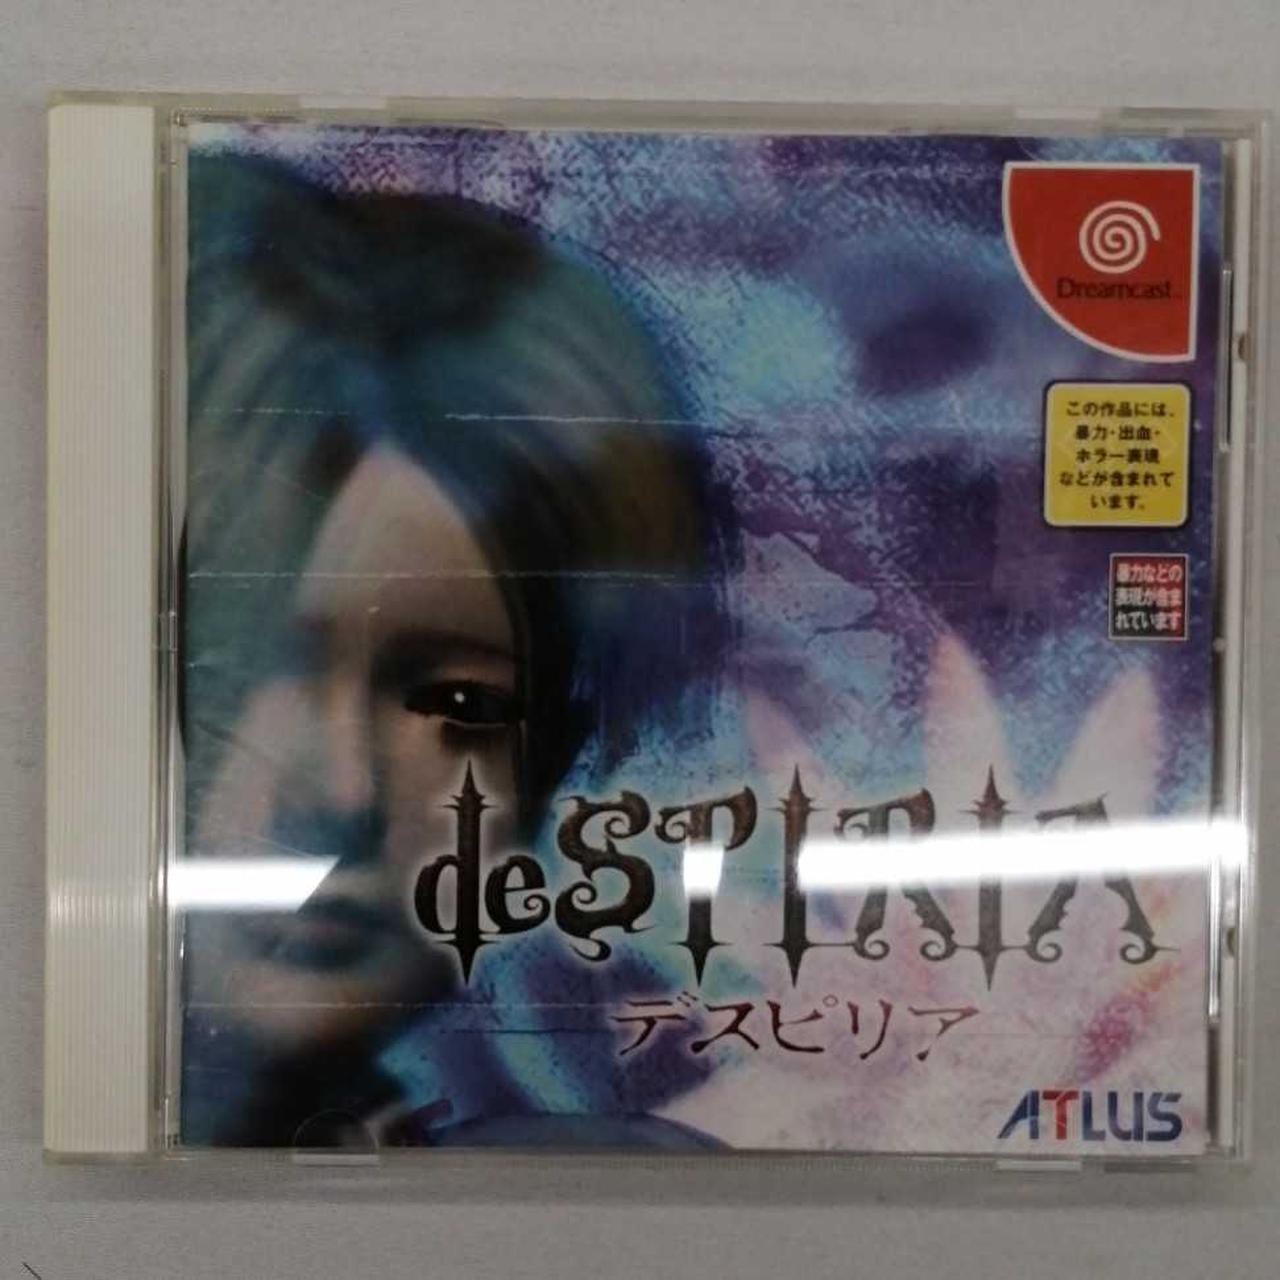 Dreamcast
この作品には、
暴力・出血・
ホラー表現
などが含まれて
います。
暴力などの
表現が含ま
れています
deSPIRIA
デスピリア
ATLUS